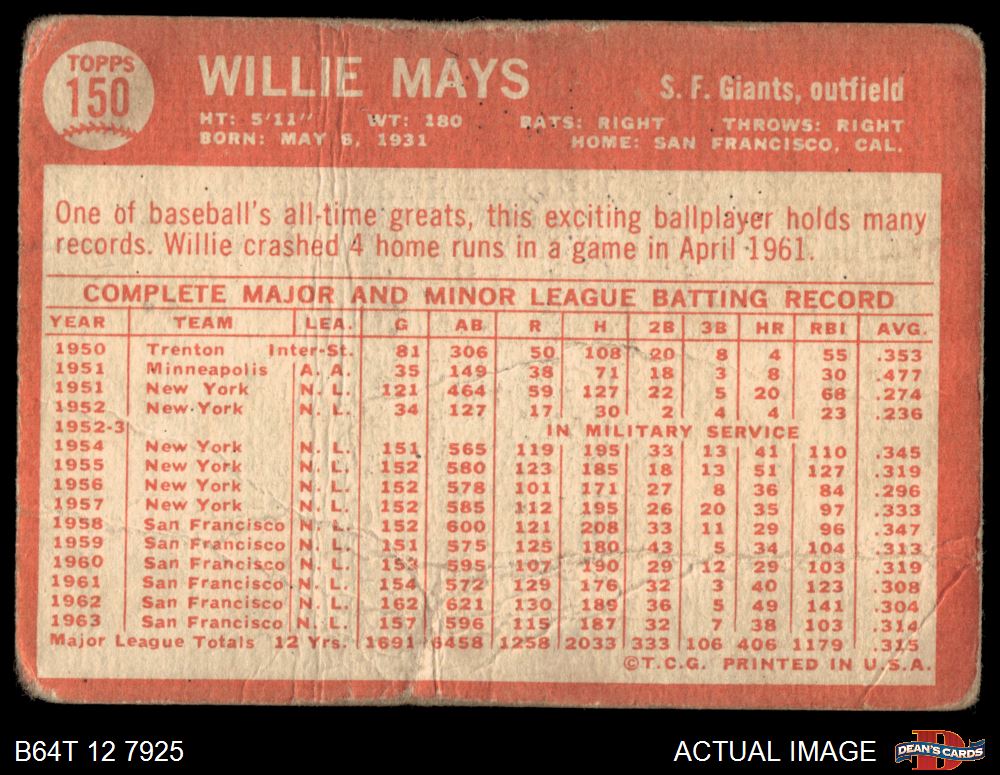 TOPPS
150
WILLIE MAYS
S. F. Giants, outfield
HT: 5'11" WT: 180 BATS: RIGHT THROWS: RIGHT
BORN: MAY 6, 1931 HOME: SAN FRANCISCO, CAL.
One of baseball's all-time greats, this exciting ballplayer holds many
records. Willie crashed 4 home runs in a game in April 1961.
COMPLETE MAJOR AND MINOR LEAGUE BATTING RECORD
YEAR TEAM LEA. G AB R H 2B 3B HR RBI AVG.
1950 Trenton Inter-St. 81 306 50 108 20 8 4 55 .353
1951 Minneapolis A. A. 35 149 38 71 18 3 8 30 .477
1951 New York N. L. 121 464 59 127 22 5 20 68 .274
1952 New York N. L. 34 127 17 30 2 4 4 23 .236
1952-3 IN MILITARY SERVICE
1954 New York N. L. 151 565 119 195 33 13 41 110 .345
1955 New York N. L. 152 580 123 185 18 13 51 127 .319
1956 New York N. L. 152 578 101 171 27 8 36 84 .296
1957 New York N. L. 152 585 112 195 26 20 35 97 .333
1958 San Francisco N. L. 152 600 121 208 33 11 29 96 .347
1959 San Francisco N. L. 151 575 125 180 43 5 34 104 .313
1960 San Francisco N. L. 153 595 107 190 29 12 29 103 .319
1961 San Francisco N. L. 154 572 129 176 32 3 40 123 .308
1962 San Francisco N. L. 162 621 130 189 36 5 49 141 .304
1963 San Francisco N. L. 157 596 115 187 32 7 38 103 .314
Major League Totals 12 Yrs. 1691 6458 1258 2033 333 106 406 1179 .315
©T.C.G. PRINTED IN U.S.A.
B64T 12 7925
ACTUAL IMAGE
DEAN'S CARDS